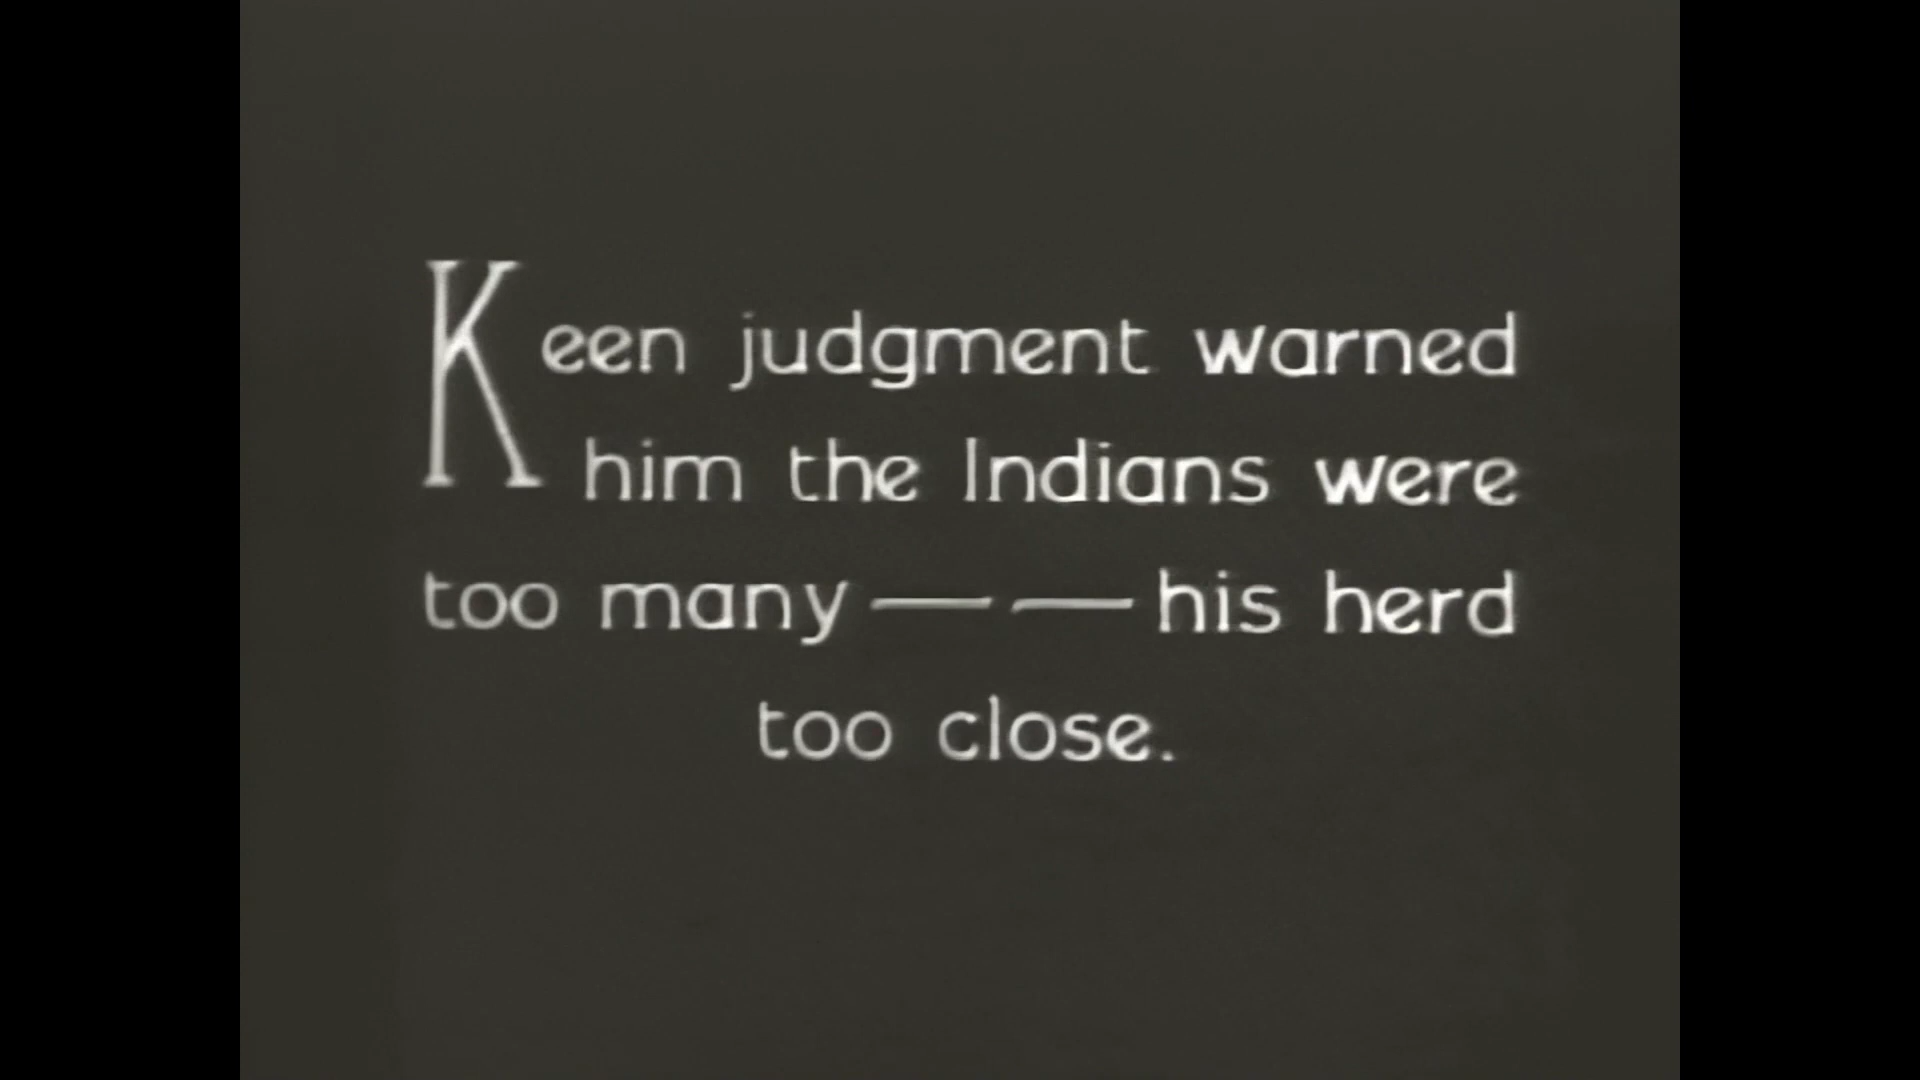 Keen judgment warned
him the Indians were
too many — — his herd
too close.